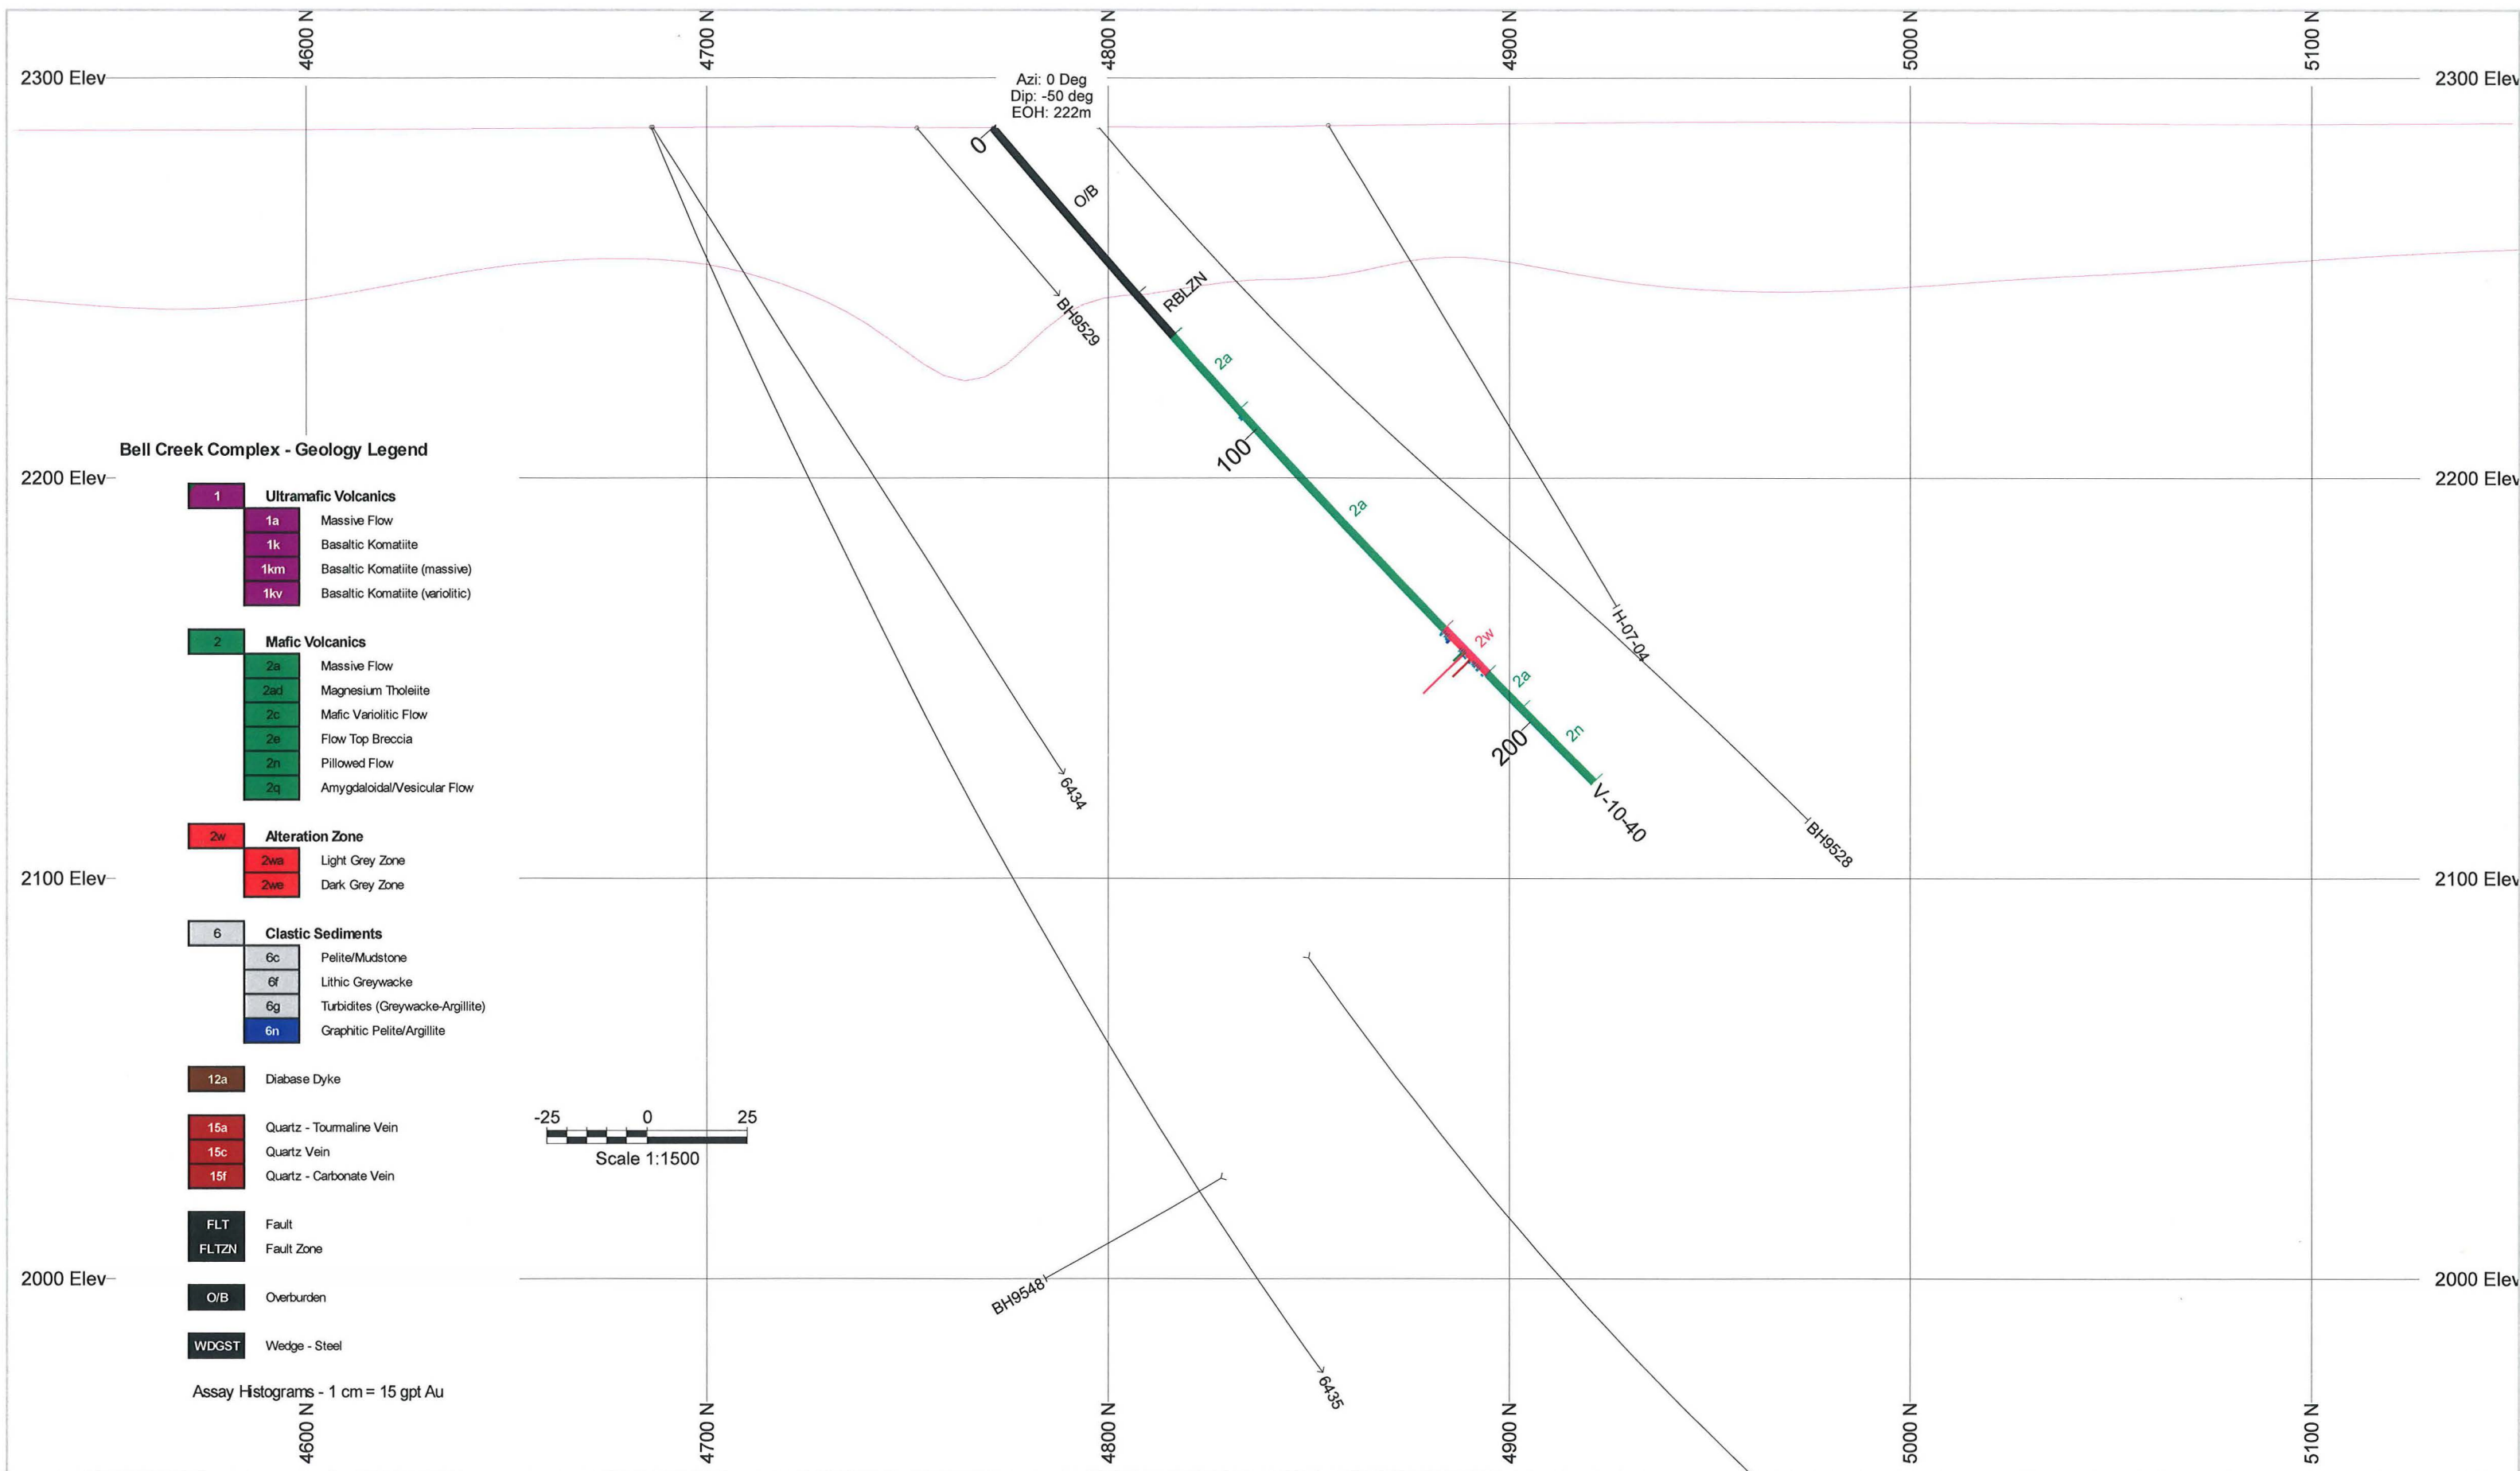 4600 N
4700 N
4800 N
4900 N
5000 N
5100 N
2300 Elev
2300 Elev
Azi: 0 Deg
Dip: -50 deg
EOH: 222m
0
O/B
RBLZN
BH9529
2a
100
2a
2w
2a
200
2n
V-10-40
H-07-04
BH9528
6434
2200 Elev
2200 Elev
2100 Elev
2100 Elev
2000 Elev
2000 Elev
BH9548
6435
Bell Creek Complex - Geology Legend
1 Ultramafic Volcanics
1a Massive Flow
1k Basaltic Komatiite
1km Basaltic Komatiite (massive)
1kv Basaltic Komatiite (variolitic)
2 Mafic Volcanics
2a Massive Flow
2ad Magnesium Tholeiite
2c Mafic Variolitic Flow
2e Flow Top Breccia
2n Pillowed Flow
2q Amygdaloidal/Vesicular Flow
2w Alteration Zone
2wa Light Grey Zone
2we Dark Grey Zone
6 Clastic Sediments
6c Pelite/Mudstone
6f Lithic Greywacke
6g Turbidites (Greywacke-Argillite)
6n Graphitic Pelite/Argillite
12a Diabase Dyke
15a Quartz - Tourmaline Vein
15c Quartz Vein
15f Quartz - Carbonate Vein
FLT Fault
FLTZN Fault Zone
O/B Overburden
WDGST Wedge - Steel
Assay Histograms - 1 cm = 15 gpt Au
-25 0 25
Scale 1:1500
4600 N
4700 N
4800 N
4900 N
5000 N
5100 N